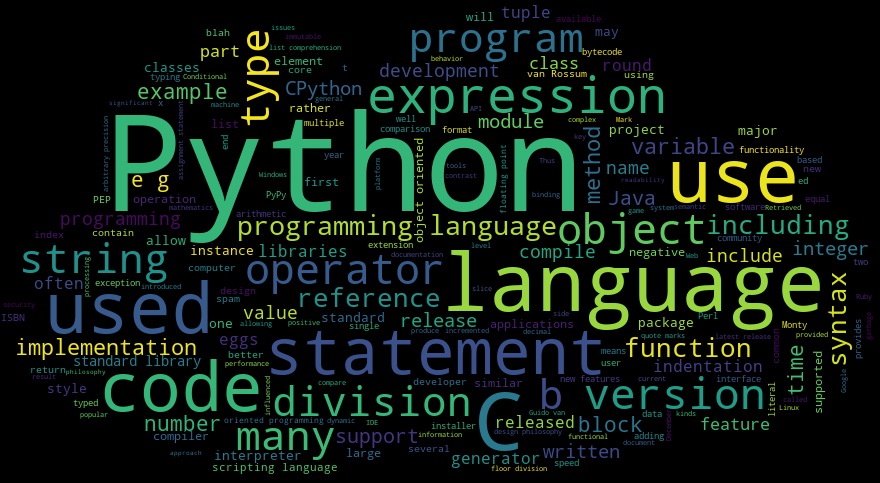 blah
will
tuple
available
issues
immutable
classes
part
list comprehension
type
program
class
may
bytecode
typing
Conditional
element
core
t
behavior
development
van Rossum
using
round
significant
x
example
machine
rather
CPython
general
expression
API
complex
Mark
arbitrary precision
assignment statement
list
end
multiple
comparison
well
format
module
method
project
major
Python
year
key
variable
functionality
Windows
platform
tools
contrast
floating point
Thus
binding
name
based
new
ed
e g
first
use
readability
PEP
operation
mathematics
PyPy
object oriented
Java
game
system
semantic
software
equal
Retrieved
programming
arithmetic
programming language
object
including
index
contain
allow
instance
libraries
extension
level
compile
negative
community
integer
string
exception
computer
operator
documentation
language
include
Web
two
often
processing
introduced
spam
design
reference
slice
security
ISBN
used
one
allowing
value
positive
standard
single
release
applications
side
package
Perl
Monty
syntax
Ruby
garbage
produce
incremented
decimal
quote marks
latest release
provided
provides
implementation
eggs
statement
means
function
common
return
standard library
better
performance
user
indentation
time
Google
philosophy
result
style
typed
code
influenced
compare
developer
similar
new features
current
interface
version
literal
supported
popular
division
b
kinds
Linux
called
number
oriented programming
dynamic
IDE
installer
C
released
Guido van
block
data
December
feature
compiler
many
support
information
design philosophy
functional
adding
document
interpreter
large
several
written
approach
scripting language
generator
speed
floor division